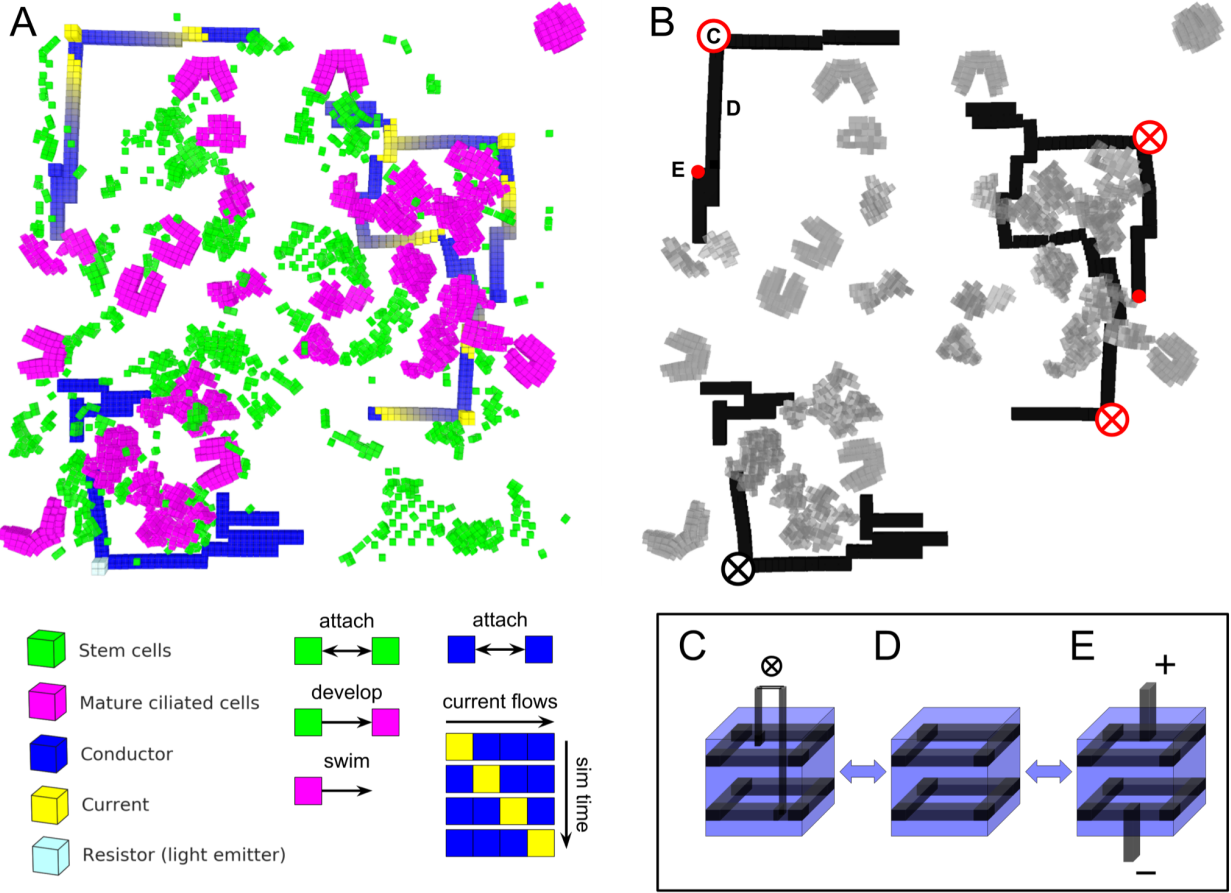 A
B
C
D
E
Stem cells
Mature ciliated cells
Conductor
Current
Resistor (light emitter)
attach
develop
swim
attach
current flows
sim time
C
D
E
+
−